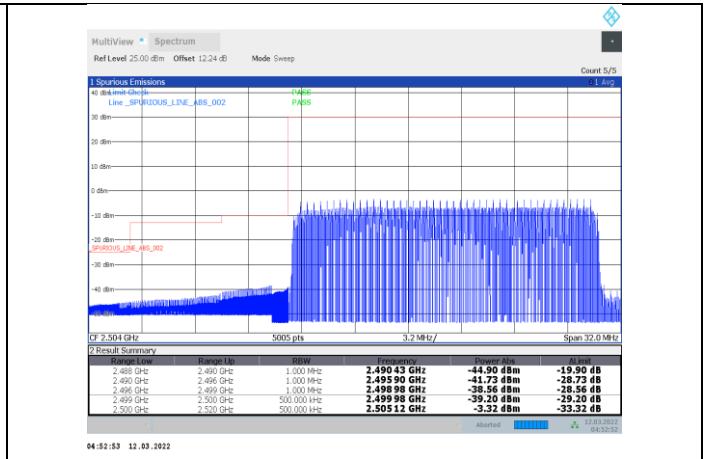 MultiView Spectrum
Ref Level 25.00 dBm Offset 12.24 dB Mode Sweep
Count 5/5
1 Spurious Emissions 1 Avg
40 dBm Limit Check PASS
Line _SPURIOUS_LINE_ABS_002 PASS
30 dBm
20 dBm
10 dBm
0 dBm
-10 dBm
-20 dBm
_SPURIOUS_LINE_ABS_002
-30 dBm
-40 dBm
CF 2.504 GHz 5005 pts 3.2 MHz/ Span 32.0 MHz
2 Result Summary
Range Low Range Up RBW Frequency Power Abs ΔLimit
2.488 GHz 2.490 GHz 1.000 MHz 2.490 43 GHz -44.90 dBm -19.90 dB
2.490 GHz 2.496 GHz 1.000 MHz 2.495 90 GHz -41.73 dBm -28.73 dB
2.496 GHz 2.499 GHz 1.000 MHz 2.498 98 GHz -38.56 dBm -28.56 dB
2.499 GHz 2.500 GHz 500.000 kHz 2.499 98 GHz -39.20 dBm -29.20 dB
2.500 GHz 2.520 GHz 500.000 kHz 2.505 12 GHz -3.32 dBm -33.32 dB
Aborted 12.03.2022
04:52:52
04:52:53 12.03.2022